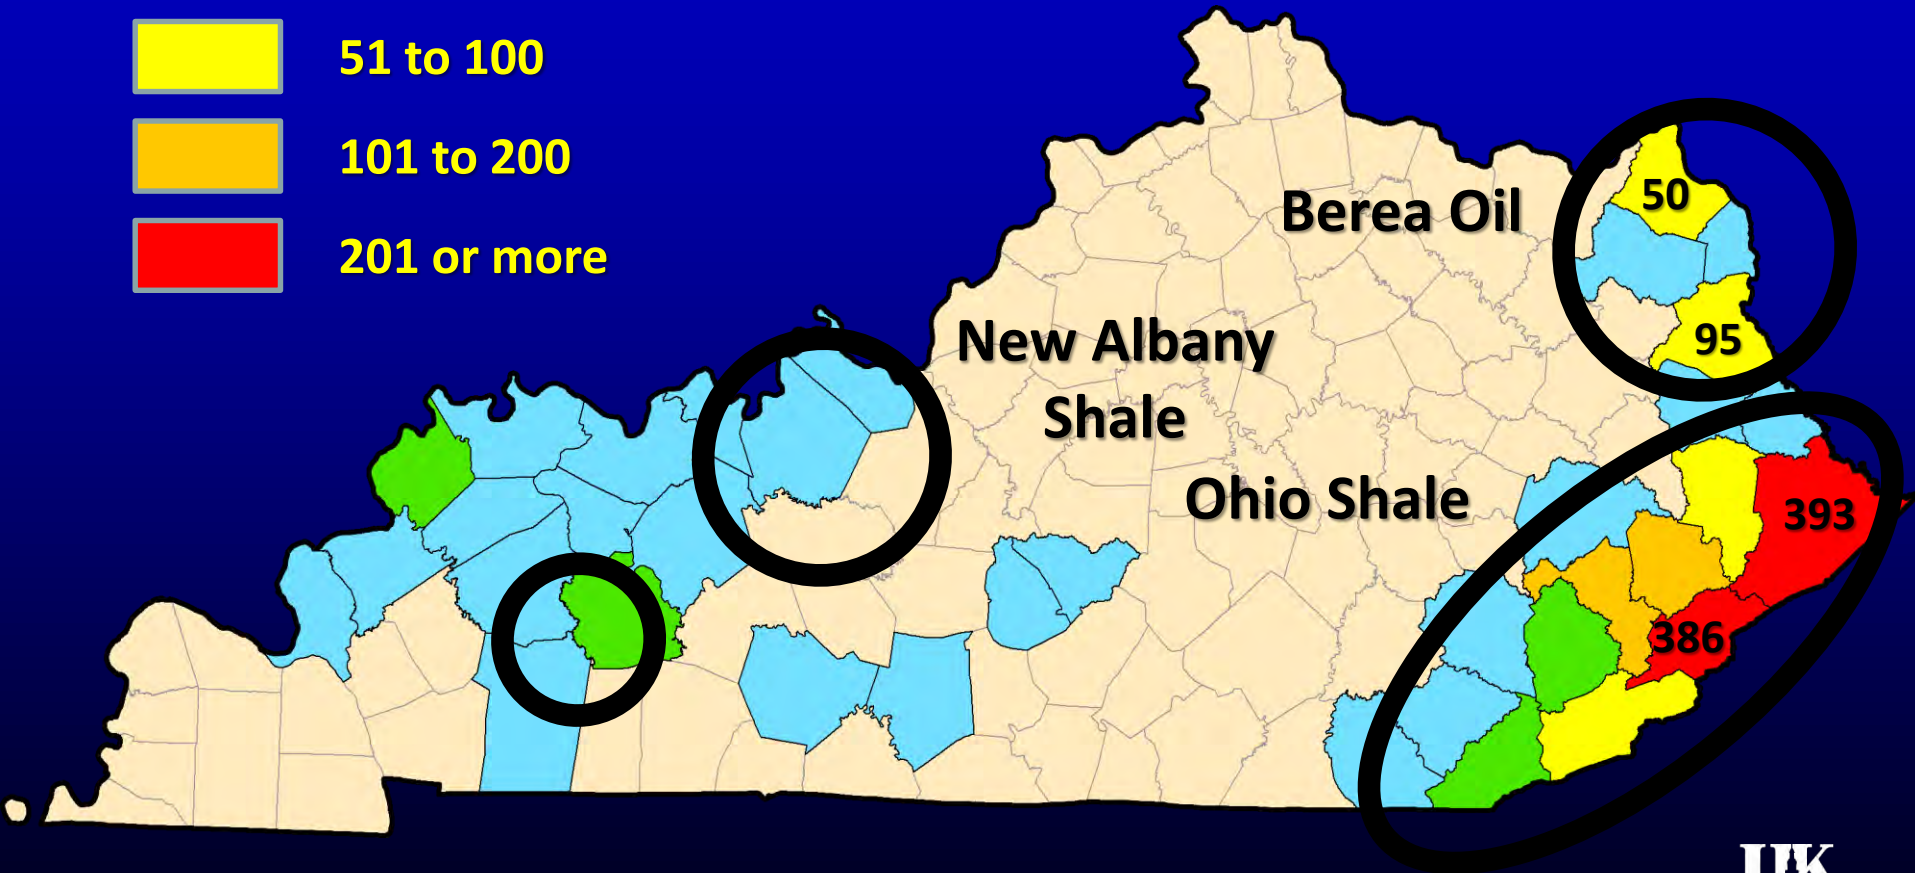 51 to 100
101 to 200
201 or more
Berea Oil
50
New Albany
Shale
95
Ohio Shale
393
386
UK